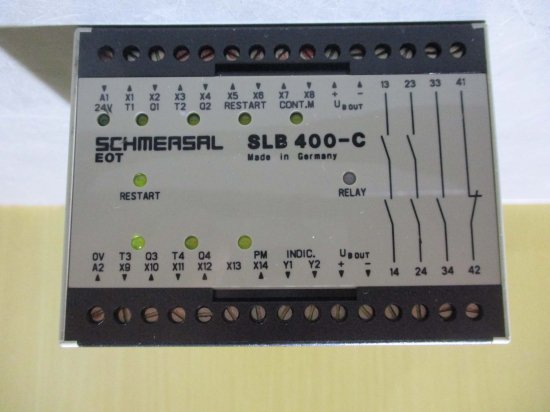 13 23 33 41
A1 X1 X2 X3 X4 X5 X6 X7 X8 + -
24V T1 Q1 T2 Q2 RESTART CONT.M UB OUT
SCHMERSAL SLB 400-C
EOT Made in Germany
RESTART RELAY
0V T3 Q3 T4 Q4 PM INDIC. UB OUT
A2 X9 X10 X11 X12 X13 X14 Y1 Y2 + -
14 24 34 42